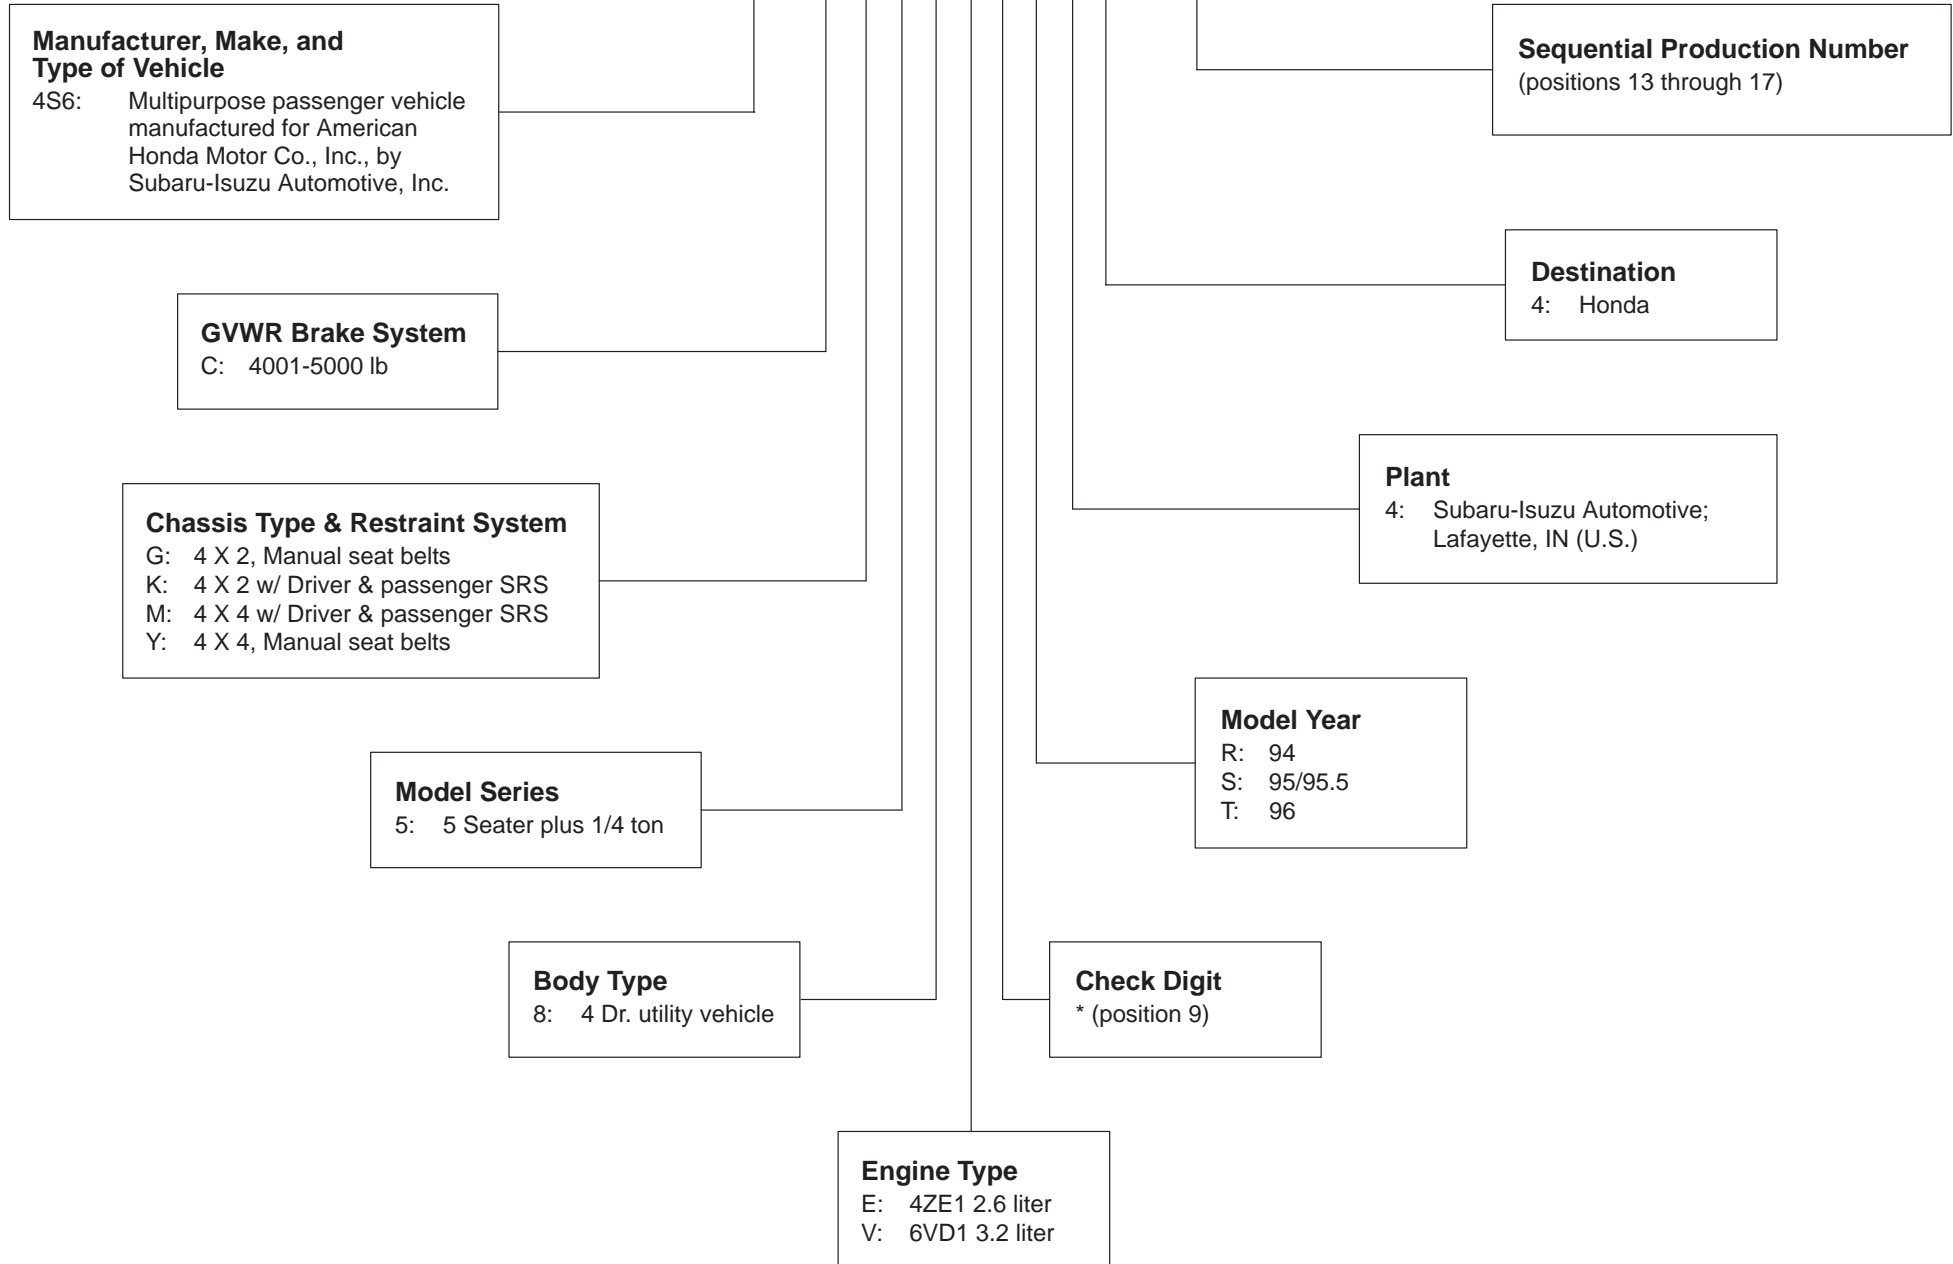 Manufacturer, Make, and
Type of Vehicle
4S6: Multipurpose passenger vehicle
manufactured for American
Honda Motor Co., Inc., by
Subaru-Isuzu Automotive, Inc.
GVWR Brake System
C: 4001-5000 lb
Chassis Type & Restraint System
G: 4 X 2, Manual seat belts
K: 4 X 2 w/ Driver & passenger SRS
M: 4 X 4 w/ Driver & passenger SRS
Y: 4 X 4, Manual seat belts
Model Series
5: 5 Seater plus 1/4 ton
Body Type
8: 4 Dr. utility vehicle
Engine Type
E: 4ZE1 2.6 liter
V: 6VD1 3.2 liter
Check Digit
* (position 9)
Model Year
R: 94
S: 95/95.5
T: 96
Plant
4: Subaru-Isuzu Automotive;
Lafayette, IN (U.S.)
Destination
4: Honda
Sequential Production Number
(positions 13 through 17)